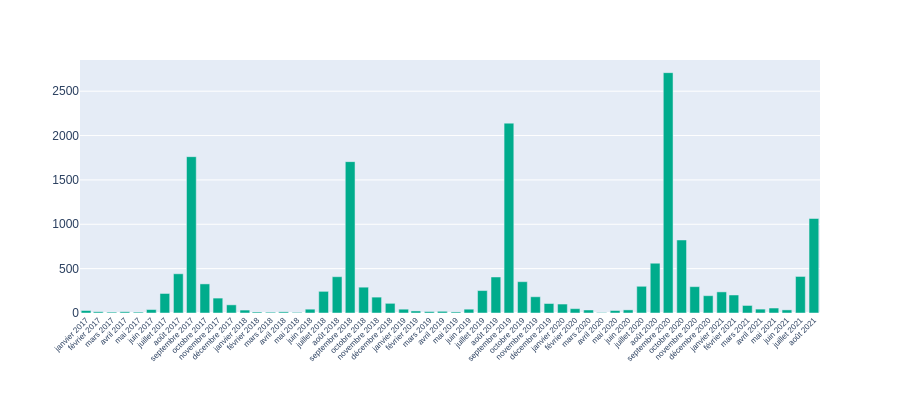 2500
2000
1500
1000
500
0
janvier 2017
février 2017
mars 2017
avril 2017
mai 2017
juin 2017
juillet 2017
août 2017
septembre 2017
octobre 2017
novembre 2017
décembre 2017
janvier 2018
février 2018
mars 2018
avril 2018
mai 2018
juin 2018
juillet 2018
août 2018
septembre 2018
octobre 2018
novembre 2018
décembre 2018
janvier 2019
février 2019
mars 2019
avril 2019
mai 2019
juin 2019
juillet 2019
août 2019
septembre 2019
octobre 2019
novembre 2019
décembre 2019
janvier 2020
février 2020
mars 2020
avril 2020
mai 2020
juin 2020
juillet 2020
août 2020
septembre 2020
octobre 2020
novembre 2020
décembre 2020
janvier 2021
février 2021
mars 2021
avril 2021
mai 2021
juin 2021
juillet 2021
août 2021